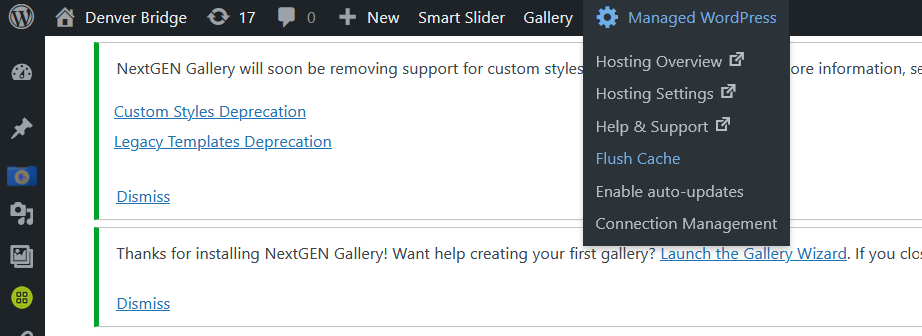 Denver Bridge 17 0 New Smart Slider Gallery Managed WordPress
Hosting Overview
Hosting Settings
Help & Support
Flush Cache
Enable auto-updates
Connection Management
NextGEN Gallery will soon be removing support for custom styles ore information, se
Custom Styles Deprecation
Legacy Templates Deprecation
Dismiss
Thanks for installing NextGEN Gallery! Want help creating your first gallery? Launch the Gallery Wizard. If you clo
Dismiss